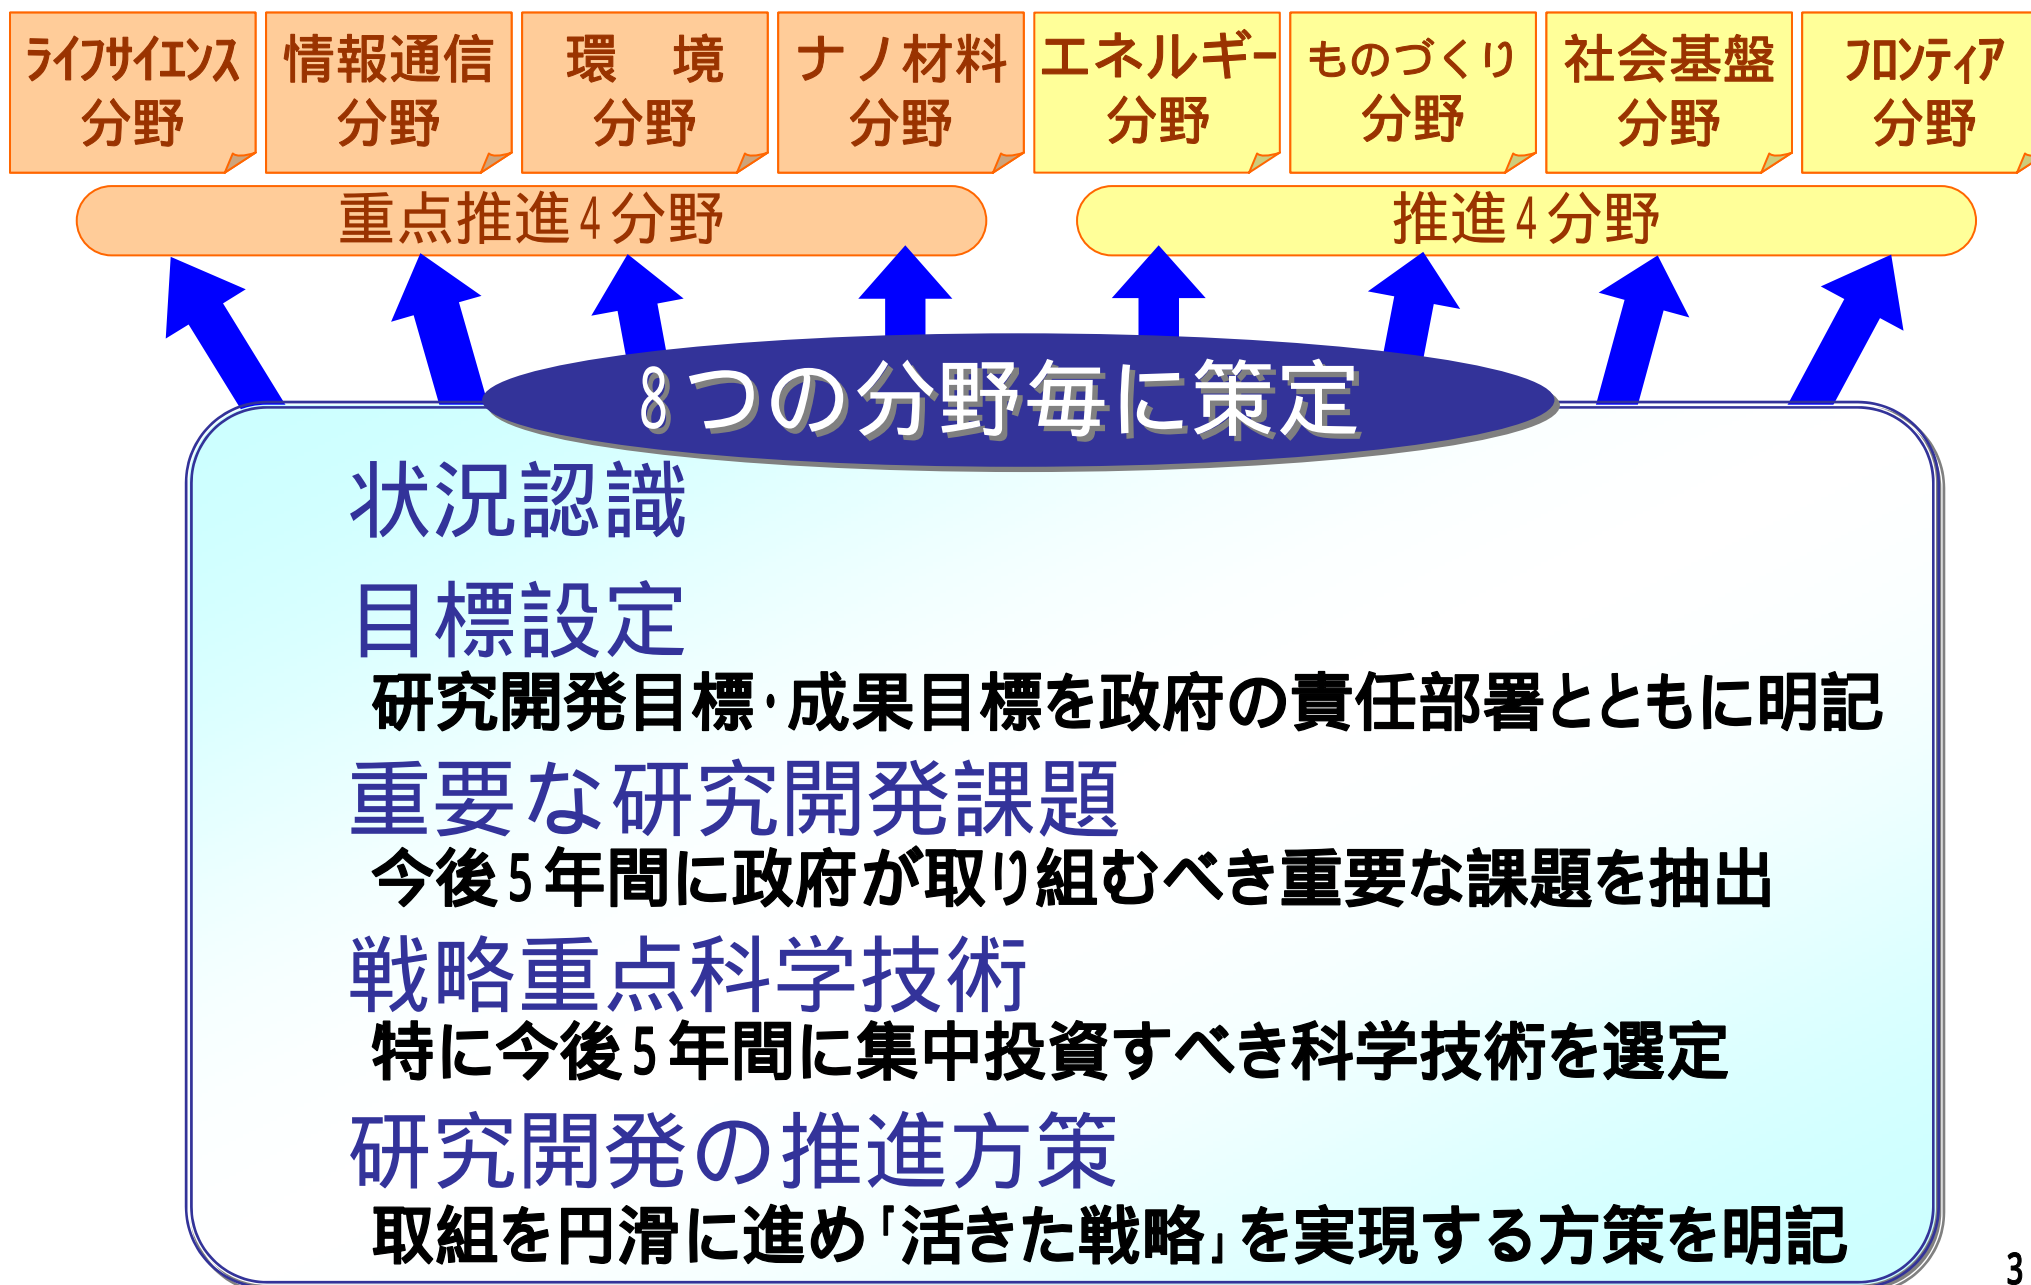 ライフサイエンス
分野
情報通信
分野
環　境
分野
ナノ材料
分野
エネルギー
分野
ものづくり
分野
社会基盤
分野
フロンティア
分野
重点推進4分野
推進4分野
8つの分野毎に策定
状況認識
目標設定
研究開発目標・成果目標を政府の責任部署とともに明記
重要な研究開発課題
今後5年間に政府が取り組むべき重要な課題を抽出
戦略重点科学技術
特に今後5年間に集中投資すべき科学技術を選定
研究開発の推進方策
取組を円滑に進め「活きた戦略」を実現する方策を明記
3